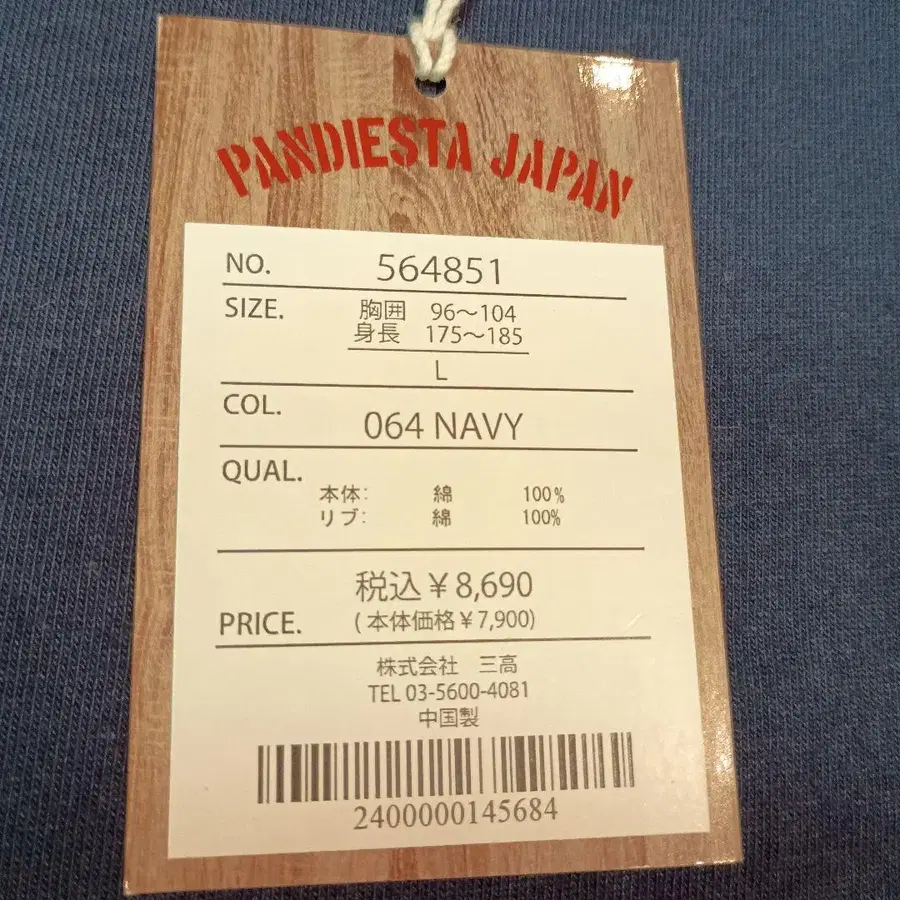 PANDIESTA JAPAN
NO. 564851
SIZE. 胸囲 96～104
身長 175～185
L
COL. 064 NAVY
QUAL.
本体: 綿 100%
リブ: 綿 100%
税込￥8,690
PRICE. (本体価格￥7,900)
株式会社 三高
TEL 03-5600-4081
中国製
2400000145684